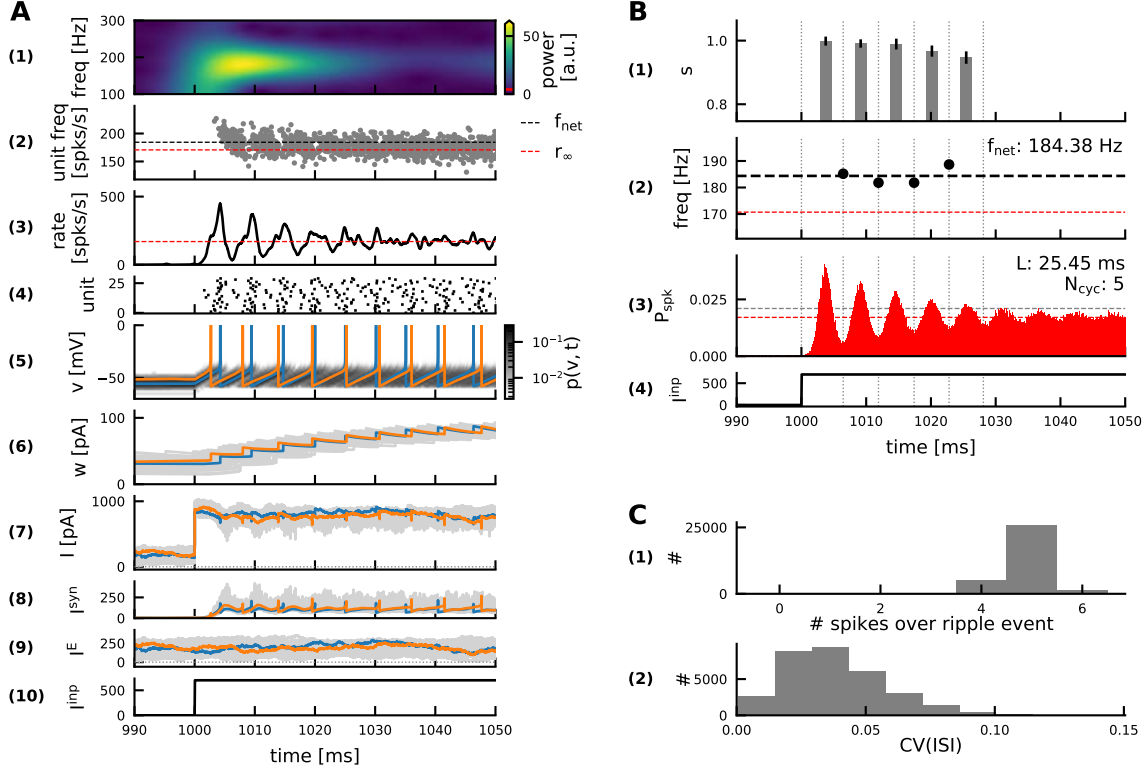 A
(1)
freq [Hz]
300
200
100
50
0
power
[a.u.]
(2)
unit freq
[spks/s]
200
150
f_net
r_∞
(3)
rate
[spks/s]
500
0
(4)
unit
25
0
(5)
v [mV]
0
−50
10⁻¹
10⁻²
p(v, t)
(6)
w [pA]
100
0
(7)
I [pA]
1000
0
(8)
I^syn
250
0
(9)
I^E
250
0
(10)
I^inp
500
0
990 1000 1010 1020 1030 1040 1050
time [ms]
B
(1)
s
1.0
0.8
(2)
freq [Hz]
190
180
170
f_net: 184.38 Hz
(3)
P_spk
0.025
0.000
L: 25.45 ms
N_cyc: 5
(4)
I^inp
500
0
990 1000 1010 1020 1030 1040 1050
time [ms]
C
(1)
#
25000
0
0 2 4 6
# spikes over ripple event
(2)
#
5000
0
0.00 0.05 0.10 0.15
CV(ISI)